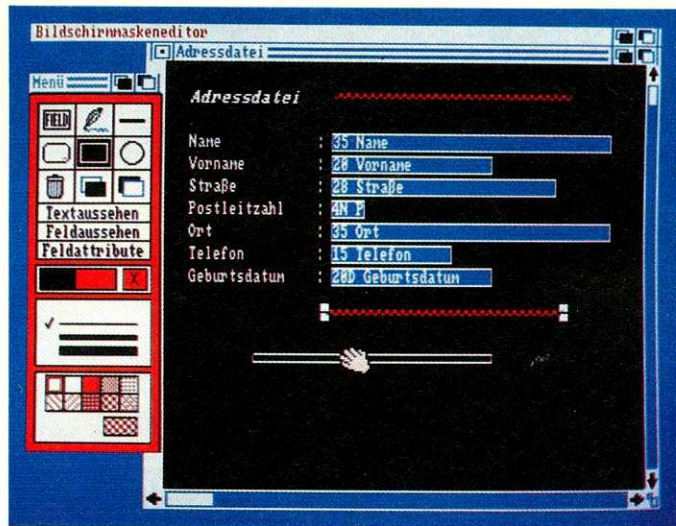 Bildschirmmaskeneditor
Adressdatei
Menü
FIELD
Textaussehen
Feldaussehen
Feldattribute
X
Adressdatei
Name : 35 Name
Vorname : 20 Vorname
Straße : 28 Straße
Postleitzahl : 4N P
Ort : 35 Ort
Telefon : 15 Telefon
Geburtsdatum : 20D Geburtsdatum